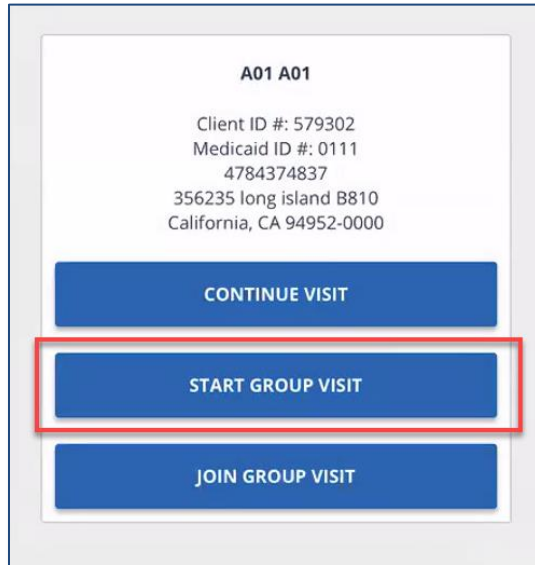 A01 A01
Client ID #: 579302
Medicaid ID #: 0111
4784374837
356235 long island B810
California, CA 94952-0000
CONTINUE VISIT
START GROUP VISIT
JOIN GROUP VISIT